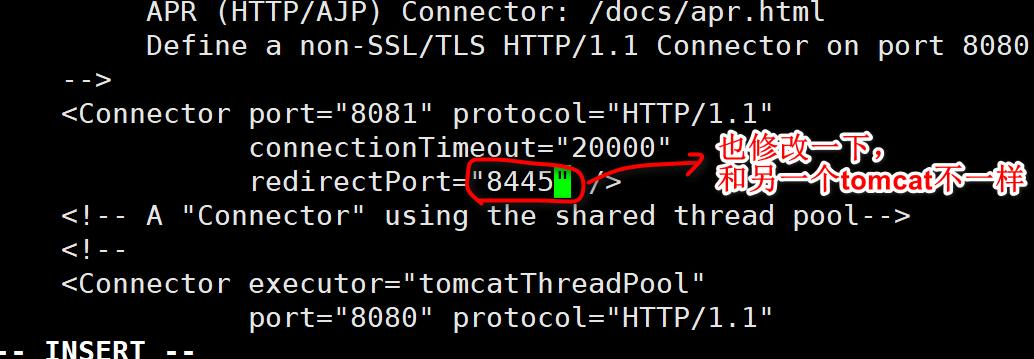 APR (HTTP/AJP) Connector: /docs/apr.html
Define a non-SSL/TLS HTTP/1.1 Connector on port 8080
-->
<Connector port="8081" protocol="HTTP/1.1"
connectionTimeout="20000"
redirectPort="8445" />
也修改一下，
和另一个tomcat不一样
<!-- A "Connector" using the shared thread pool-->
<!--
<Connector executor="tomcatThreadPool"
port="8080" protocol="HTTP/1.1"
-- INSERT --